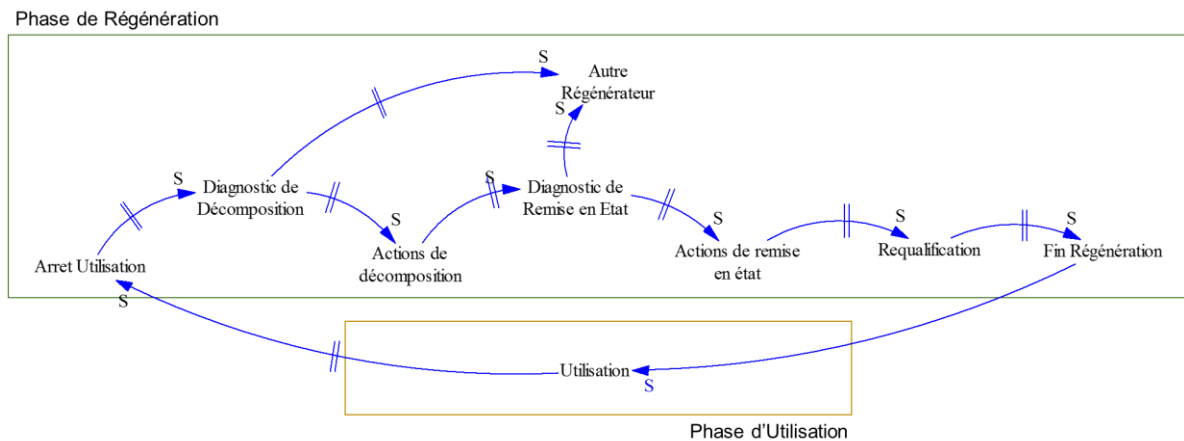 Phase de Régénération
S
Autre
Régénérateur
S
S
Diagnostic de
Décomposition
S
Diagnostic de
Remise en Etat
S
Actions de
décomposition
S
Actions de remise
en état
S
Requalification
S
Fin Régénération
Arret Utilisation
S
Utilisation
S
Phase d'Utilisation